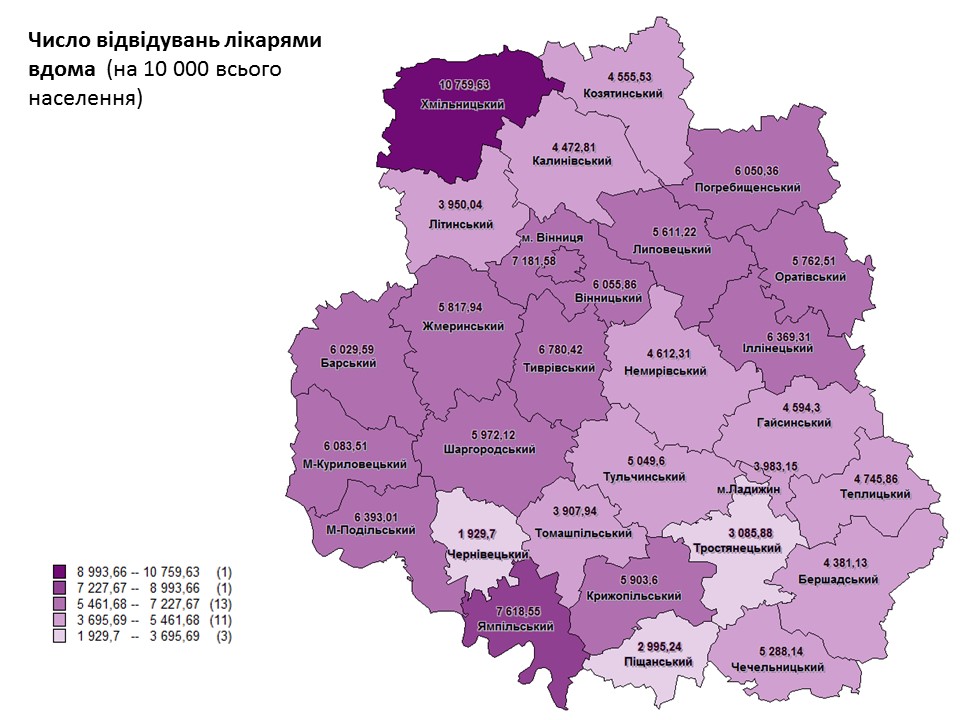 Число відвідувань лікарями
вдома (на 10 000 всього
населення)
10 759,63
Хмільницький
4 555,53
Козятинський
4 472,81
Калинівський
6 050,36
Погребищенський
3 950,04
Літинський
м. Вінниця
7 181,58
5 611,22
Липовецький
5 762,51
Оратівський
6 055,86
Вінницький
5 817,94
Жмеринський
6 029,59
Барський
6 780,42
Тиврівський
4 612,31
Немирівський
6 369,31
Іллінецький
4 594,3
Гайсинський
6 083,51
М-Куриловецький
5 972,12
Шаргородський
5 049,6
Тульчинський
3 983,15
м.Ладижин
4 745,86
Теплицький
6 393,01
М-Подільський
1 929,7
Чернівецький
3 907,94
Томашпільський
3 085,88
Тростянецький
4 381,13
Бершадський
5 903,6
Крижопільський
7 618,55
Ямпільський
2 995,24
Піщанський
5 288,14
Чечельницький
8 993,66 -- 10 759,63 (1)
7 227,67 -- 8 993,66 (1)
5 461,68 -- 7 227,67 (13)
3 695,69 -- 5 461,68 (11)
1 929,7 -- 3 695,69 (3)